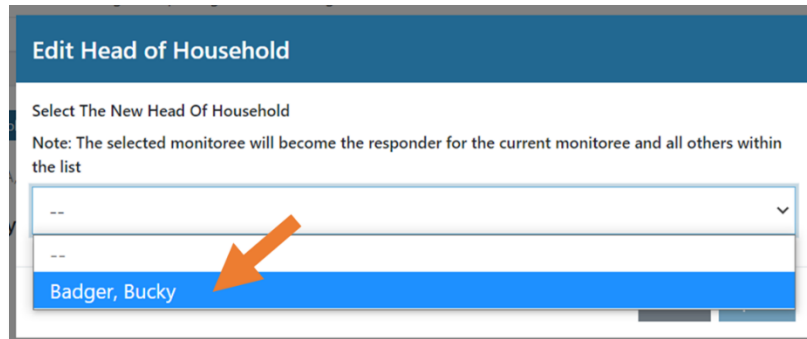 Edit Head of Household
Select The New Head Of Household
Note: The selected monitoree will become the responder for the current monitoree and all others within
the list
--
--
Badger, Bucky